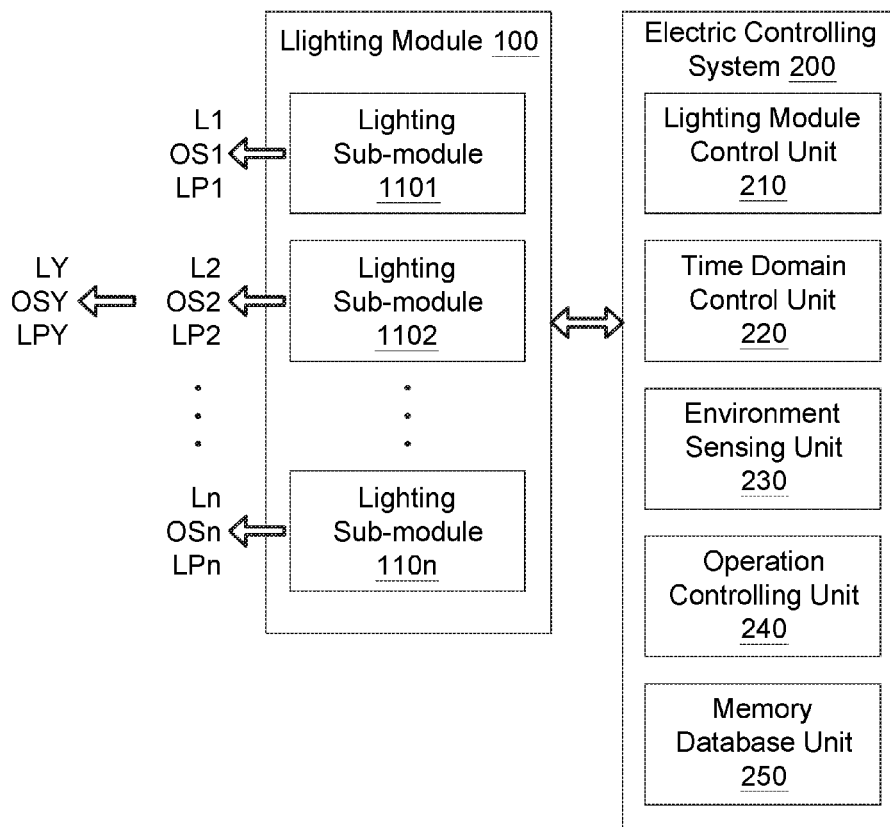 Llighting Module 100
Lighting
Sub-module
1101
L1
OS1
LP1
Lighting
Sub-module
1102
L2
OS2
LP2
LY
OSY
LPY
Lighting
Sub-module
110n
Ln
OSn
LPn
Electric Controlling
System 200
Lighting Module
Control Unit
210
Time Domain
Control Unit
220
Environment
Sensing Unit
230
Operation
Controlling Unit
240
Memory
Database Unit
250